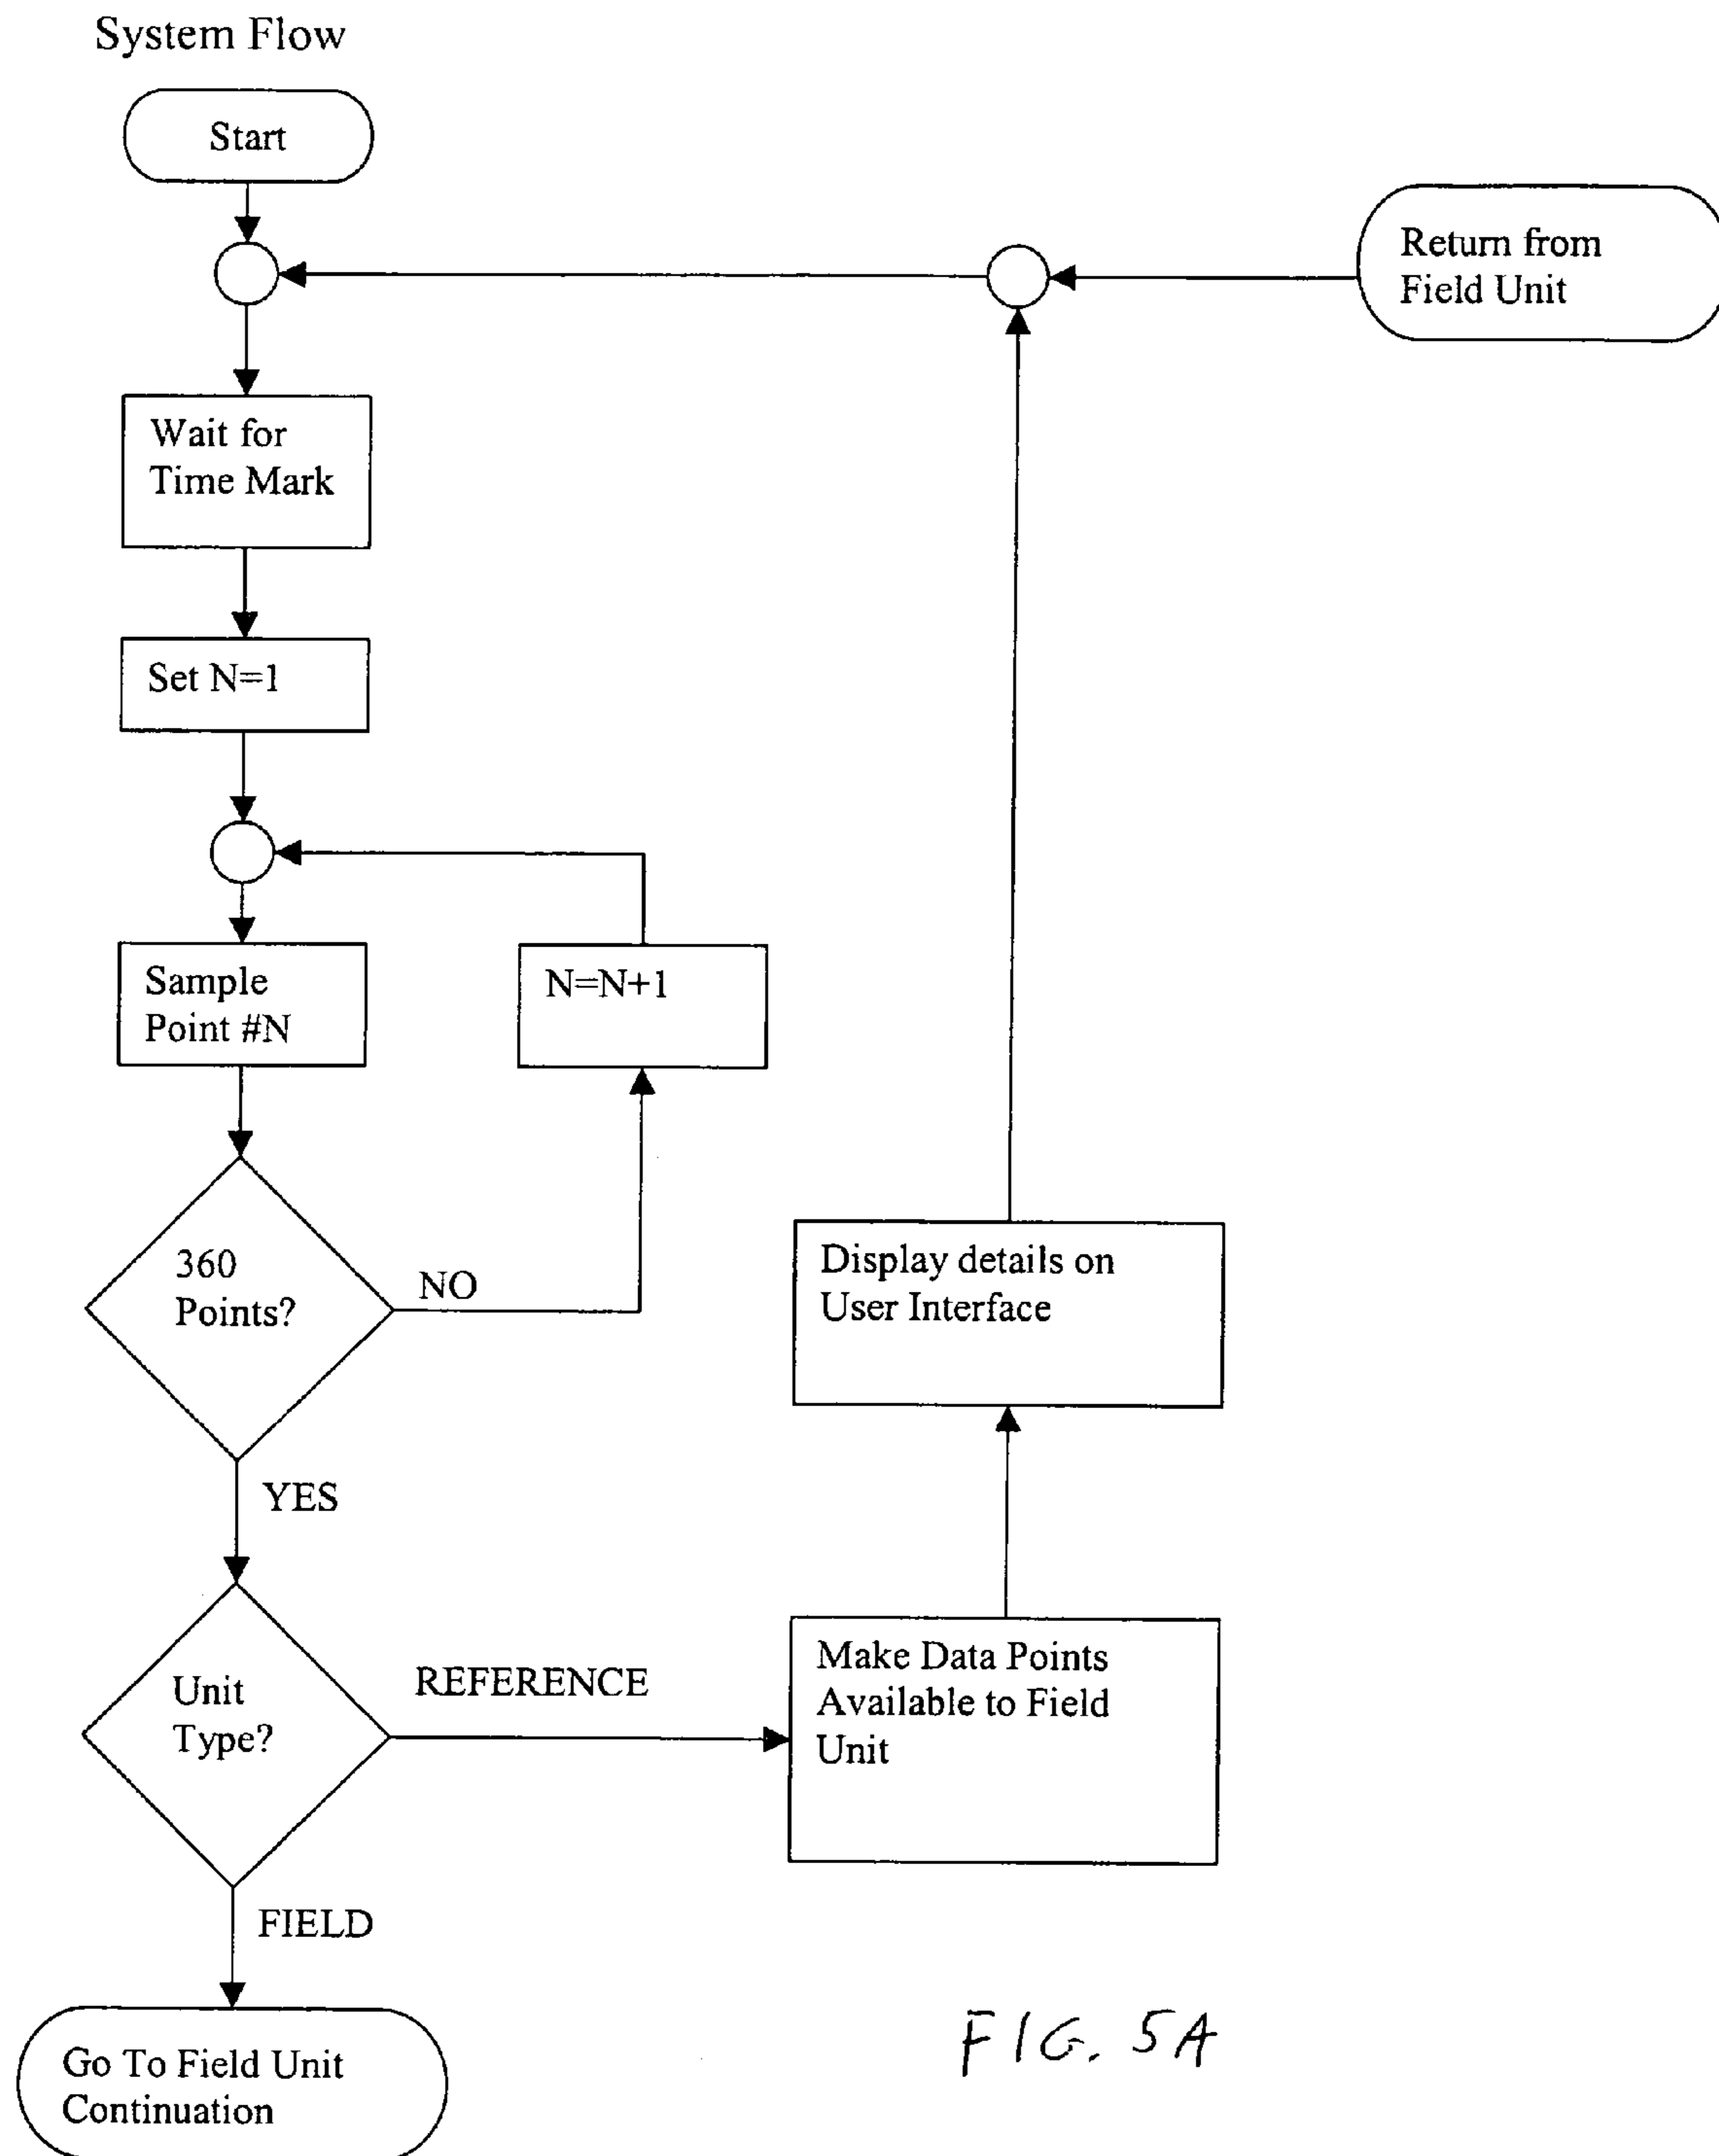 System Flow
Start
Return from
Field Unit
Wait for
Time Mark
Set N=1
Sample
Point #N
N=N+1
360
Points?
NO
Display details on
User Interface
YES
Unit
Type?
REFERENCE
Make Data Points
Available to Field
Unit
FIELD
Go To Field Unit
Continuation
FIG. 5A